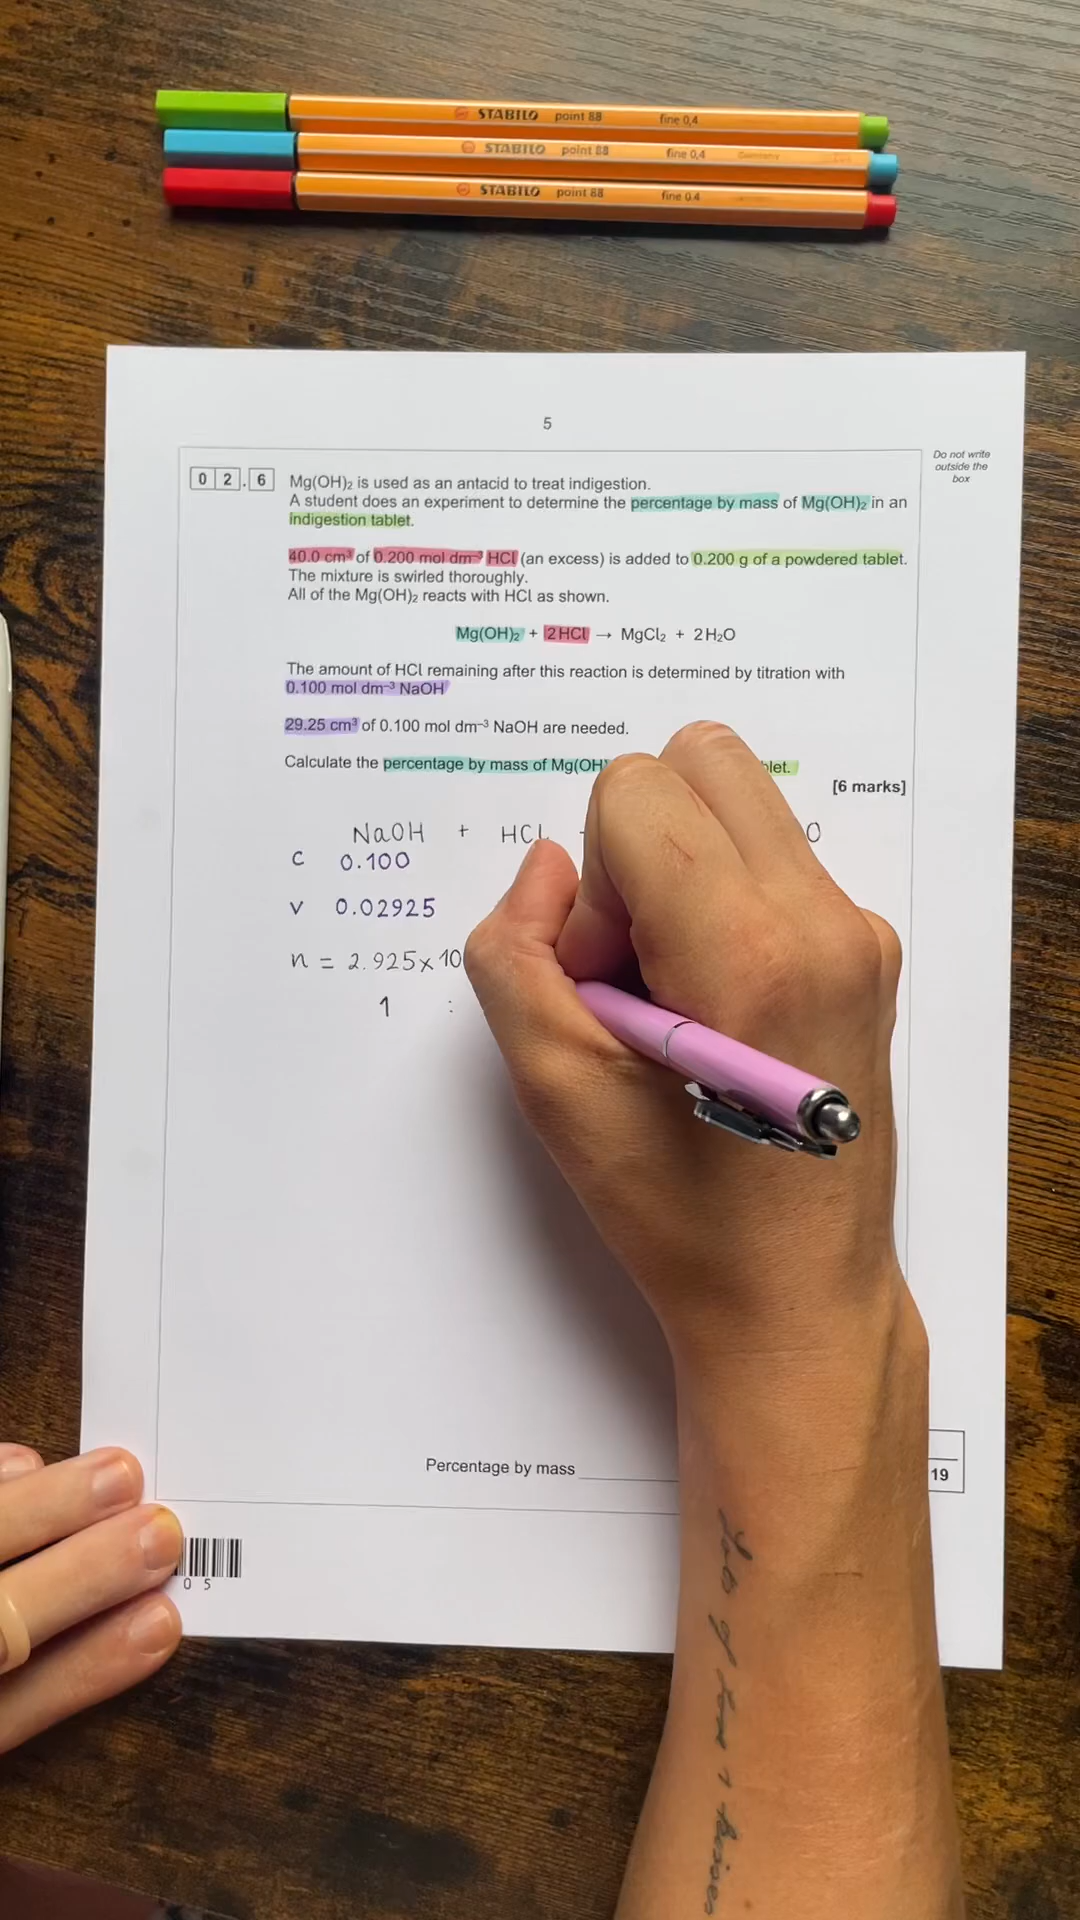 STABILO point 88 fine 0,4
STABILO point 88 fine 0,4 Germany
STABILO point 88 fine 0,4
5
Do not write
outside the
box
0 2 . 6 Mg(OH)₂ is used as an antacid to treat indigestion.
A student does an experiment to determine the percentage by mass of Mg(OH)₂ in an
indigestion tablet.
40.0 cm³ of 0.200 mol dm⁻³ HCl (an excess) is added to 0.200 g of a powdered tablet.
The mixture is swirled thoroughly.
All of the Mg(OH)₂ reacts with HCl as shown.
Mg(OH)₂ + 2HCl → MgCl₂ + 2H₂O
The amount of HCl remaining after this reaction is determined by titration with
0.100 mol dm⁻³ NaOH
29.25 cm³ of 0.100 mol dm⁻³ NaOH are needed.
Calculate the percentage by mass of Mg(OH)
[6 marks]
NaOH + HCl O
c 0.100
v 0.02925
n = 2.925×10
1 :
Percentage by mass
19
0 5